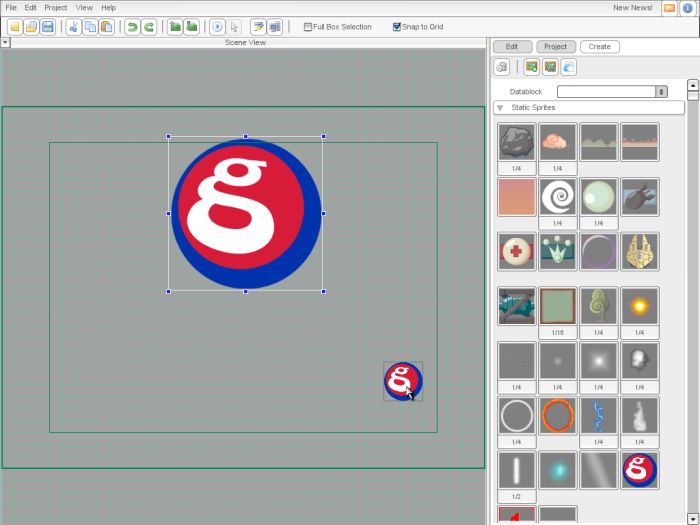 File Edit Project View Help New News!
Full Box Selection Snap to Grid
Scene View
Edit Project Create
Datablock
Static Sprites
1/4 1/4
1/4 1/4
1/16 1/4 1/4
1/4 1/4 1/4 1/4
1/4 1/4 1/4
1/2
g
g
g